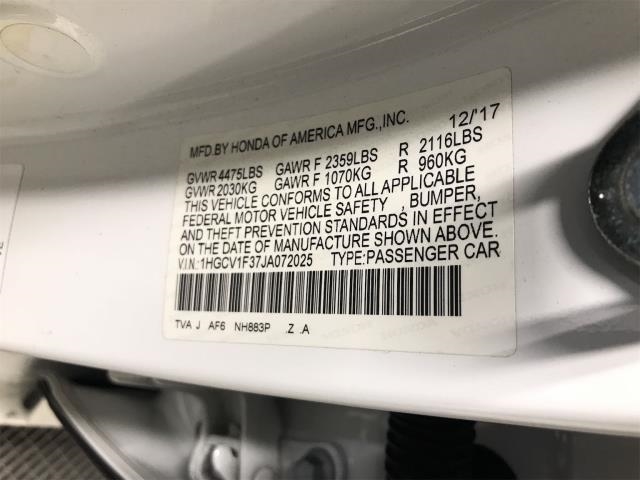 MFD.BY HONDA OF AMERICA MFG.,INC. 12/'17
GVWR 4475LBS GAWR F 2359LBS R 2116LBS
GVWR 2030KG GAWR F 1070KG R 960KG
THIS VEHICLE CONFORMS TO ALL APPLICABLE
FEDERAL MOTOR VEHICLE SAFETY , BUMPER,
AND THEFT PREVENTION STANDARDS IN EFFECT
ON THE DATE OF MANUFACTURE SHOWN ABOVE.
V.I.N.: 1HGCV1F37JA072025 TYPE:PASSENGER CAR
TVA J AF6 NH883P .Z .A